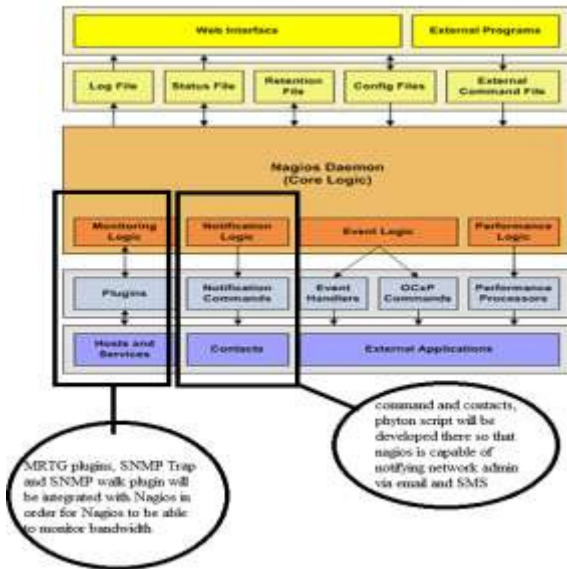 Web Interface
External Programs
Log File
Status File
Retention
File
Config Files
External
Command File
Nagios Daemon
(Core Logic)
Monitoring
Logic
Notification
Logic
Event Logic
Performance
Logic
Plugins
Notification
Commands
Event
Handlers
OCxP
Commands
Performance
Processors
Hosts and
Services
Contacts
External Applications
MRTG plugins, SNMP Trap
and SNMP walk plugin will
be integrated with Nagios in
order for Nagios to be able
to monitor bandwidth
command and contacts,
phyton script will be
developed there so that
nagios is capable of
notifying network admin
via email and SMS